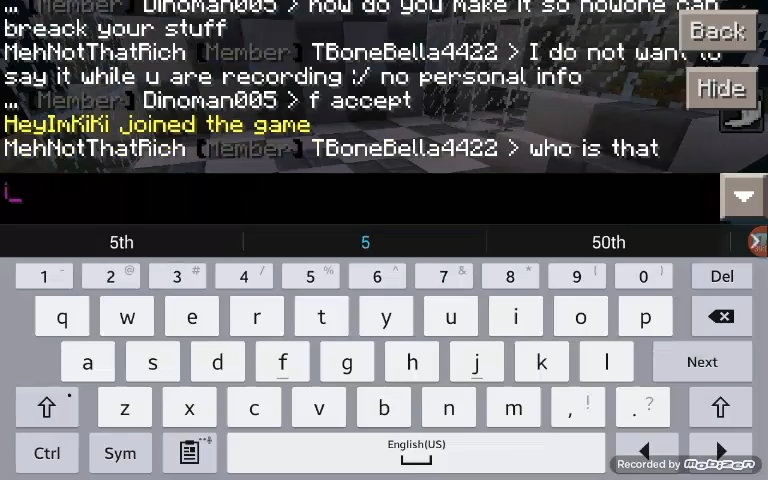 ... [Member] Dinoman005 > how do you make it so nowone can
breack your stuff
MehNotThatRich [Member] TBoneBella4422 > I do not want to
say it while u are recording :/ no personal info
... [Member] Dinoman005 > f accept
HeyImKiKi joined the game
MehNotThatRich [Member] TBoneBella4422 > who is that
Back
Hide
i_
5th 5 50th
1 - 2 @ 3 # 4 / 5 % 6 ^ 7 & 8 * 9 ( 0 ) Del
q w e r t y u i o p
a s d f g h j k l Next
z x c v b n m , ! . ?
Ctrl Sym English(US)
Recorded by Mobizen